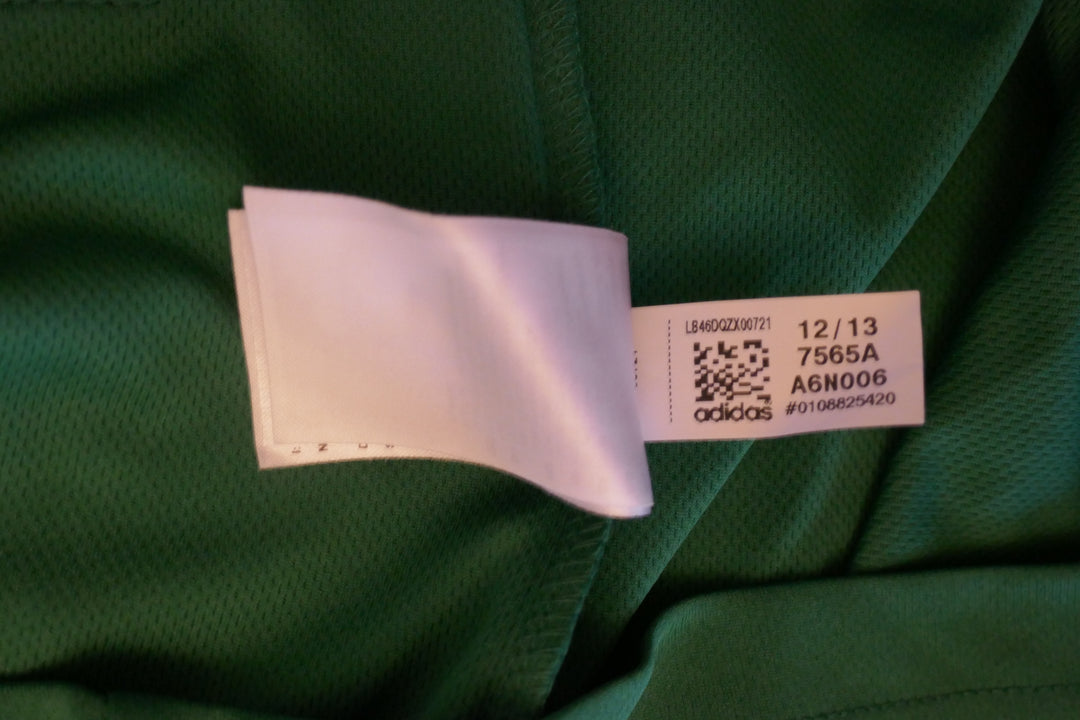 LB46DQZX00721
adidas
12/13
7565A
A6N006
#0108825420